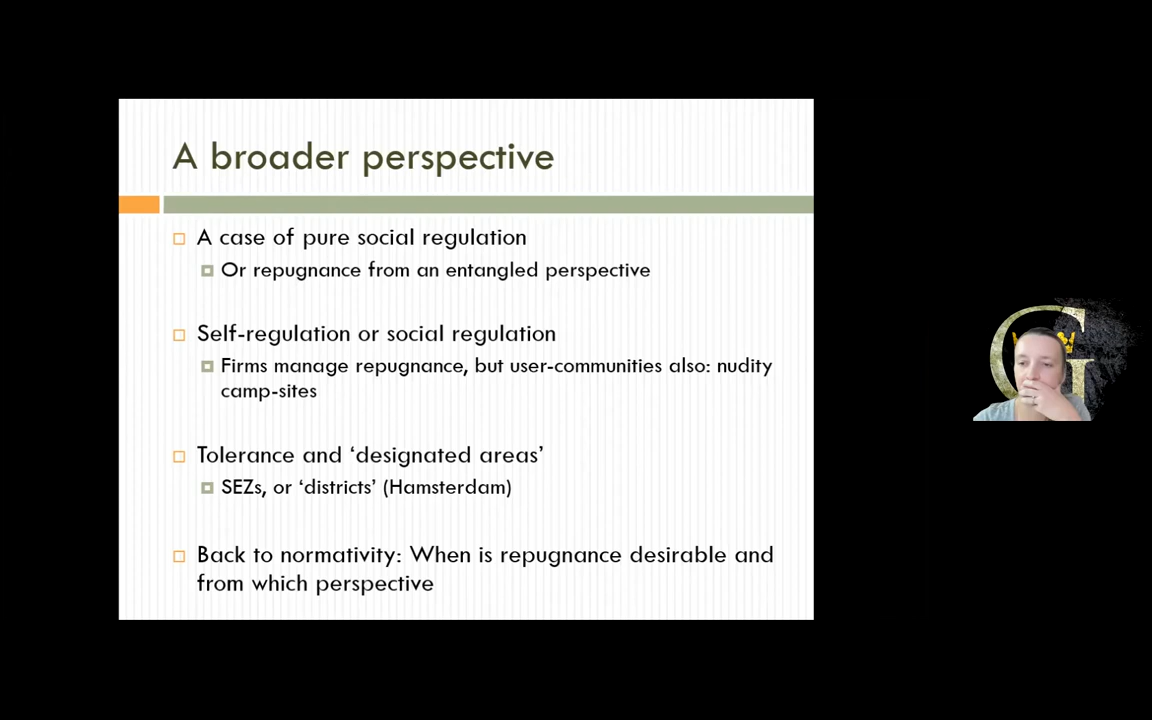 A broader perspective
A case of pure social regulation
Or repugnance from an entangled perspective
Self-regulation or social regulation
Firms manage repugnance, but user-communities also: nudity
camp-sites
Tolerance and ‘designated areas’
SEZs, or ‘districts’ (Hamsterdam)
Back to normativity: When is repugnance desirable and
from which perspective
G